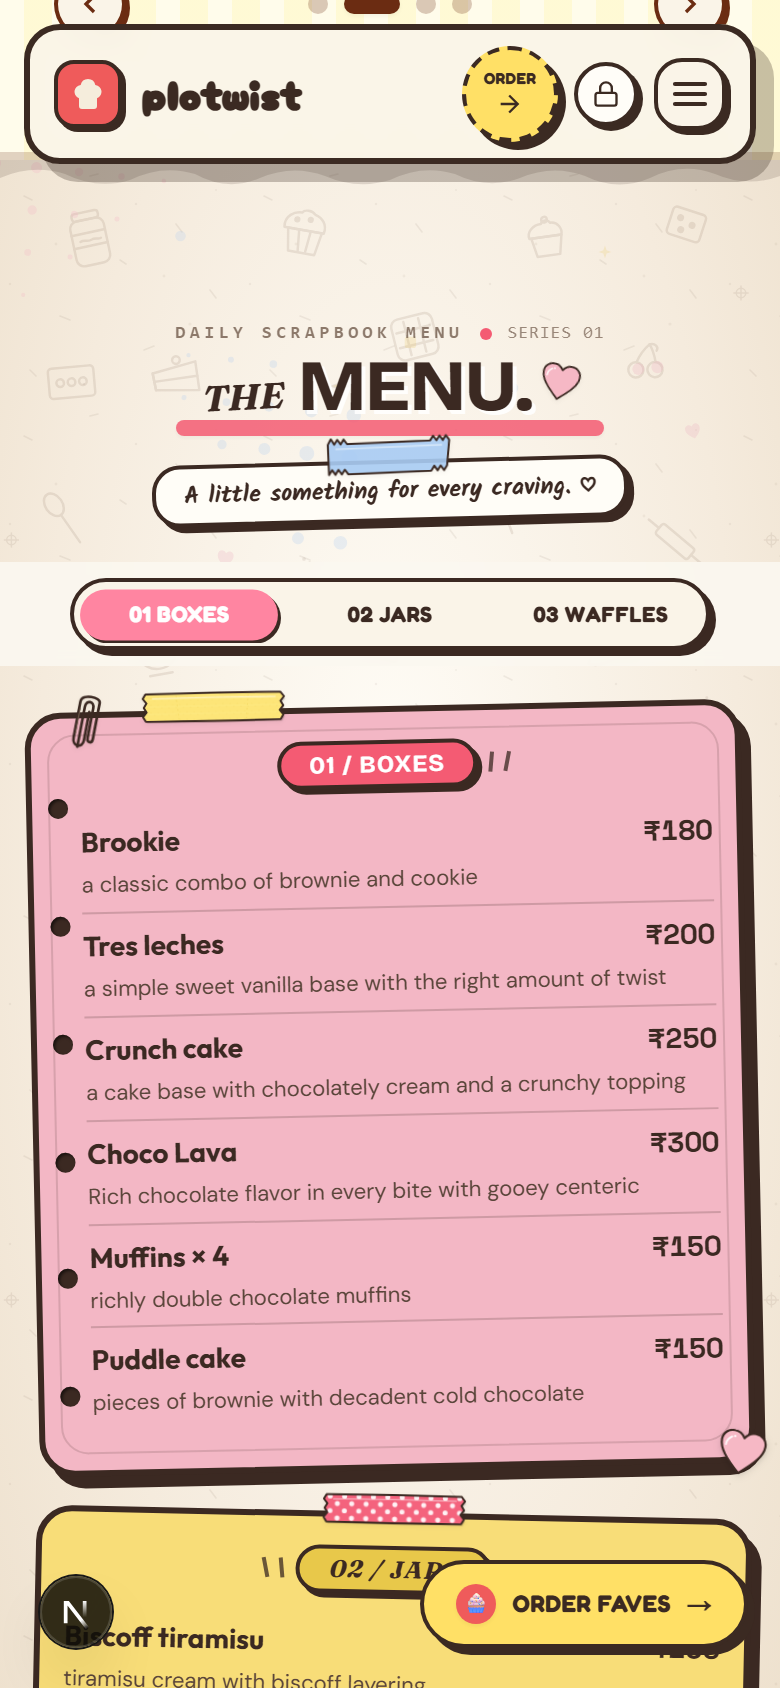 plotwist
ORDER
→
DAILY SCRAPBOOK MENU ● SERIES 01
THE MENU.
A little something for every craving. ♡
01 BOXES
02 JARS
03 WAFFLES
01 / BOXES
Brookie ₹180
a classic combo of brownie and cookie
Tres leches ₹200
a simple sweet vanilla base with the right amount of twist
Crunch cake ₹250
a cake base with chocolately cream and a crunchy topping
Choco Lava ₹300
Rich chocolate flavor in every bite with gooey centeric
Muffins × 4 ₹150
richly double chocolate muffins
Puddle cake ₹150
pieces of brownie with decadent cold chocolate
02 / JAR
ORDER FAVES →
N
Biscoff tiramisu
tiramisu cream with biscoff layering